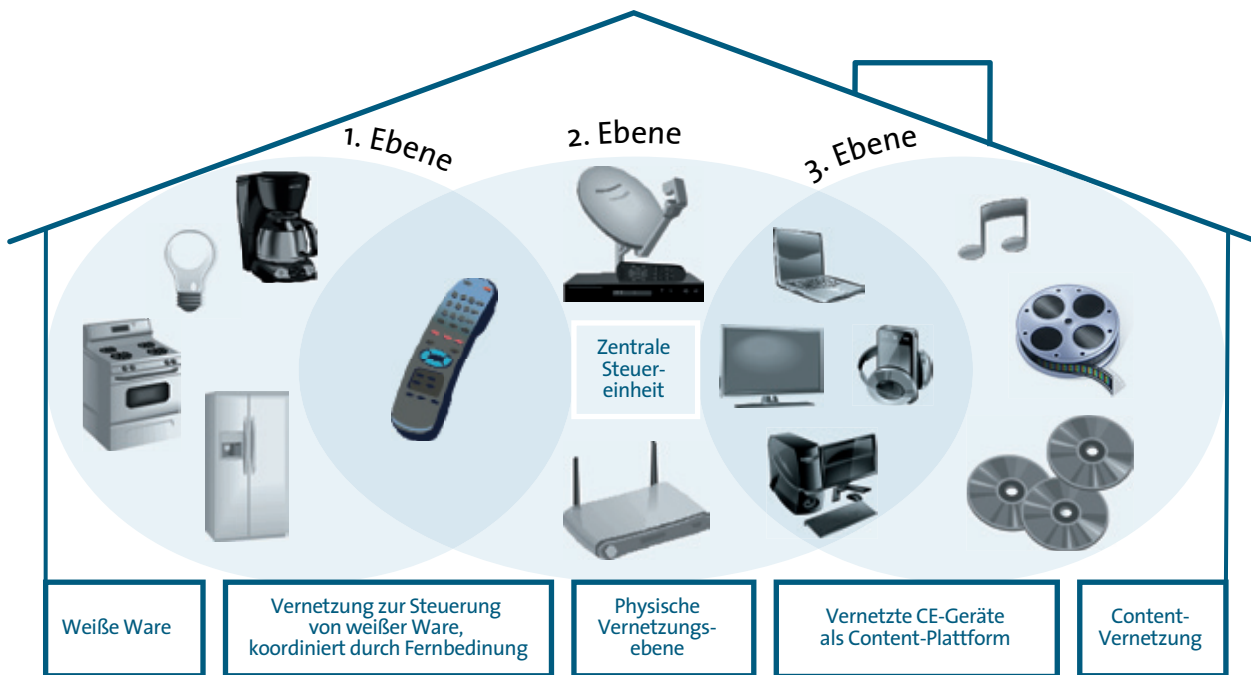 1. Ebene
2. Ebene
3. Ebene
Zentrale
Steuer-
einheit
Weiße Ware
Vernetzung zur Steuerung
von weißer Ware,
koordiniert durch Fernbedinung
Physische
Vernetzungs-
ebene
Vernetzte CE-Geräte
als Content-Plattform
Content-
Vernetzung